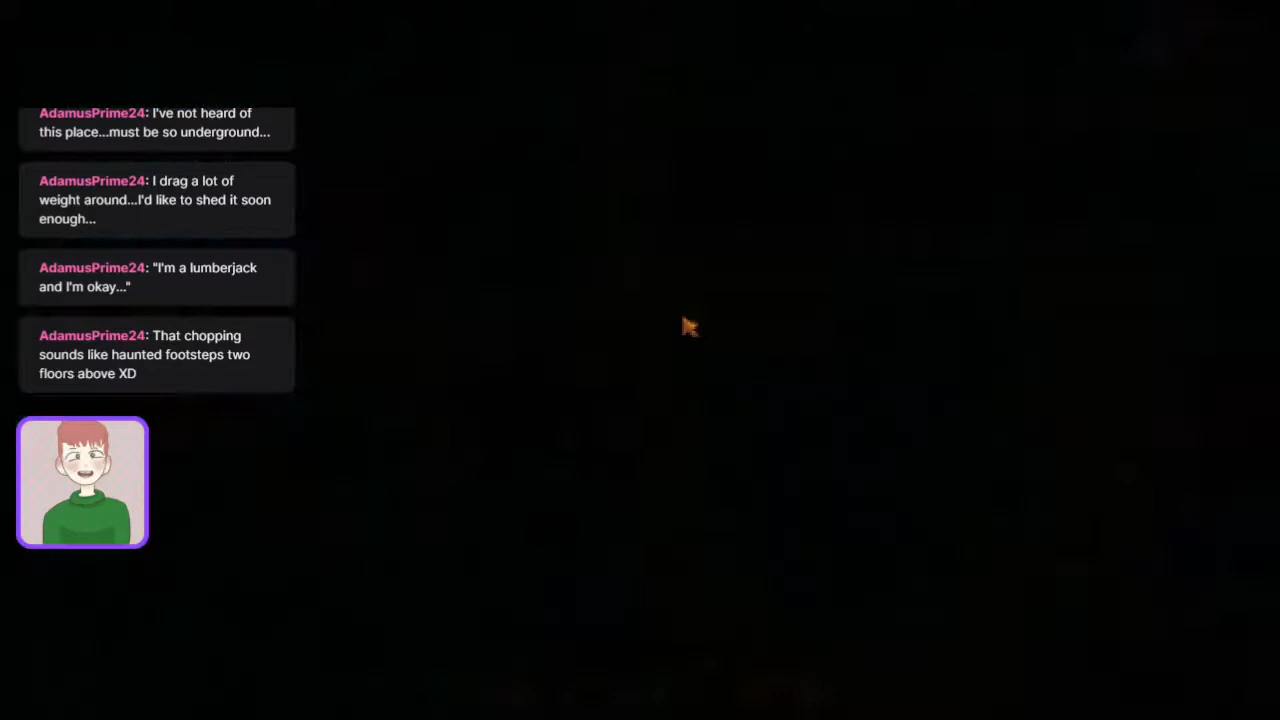 AdamusPrime24: I've not heard of
this place...must be so underground...
AdamusPrime24: I drag a lot of
weight around...I'd like to shed it soon
enough...
AdamusPrime24: "I'm a lumberjack
and I'm okay..."
AdamusPrime24: That chopping
sounds like haunted footsteps two
floors above XD